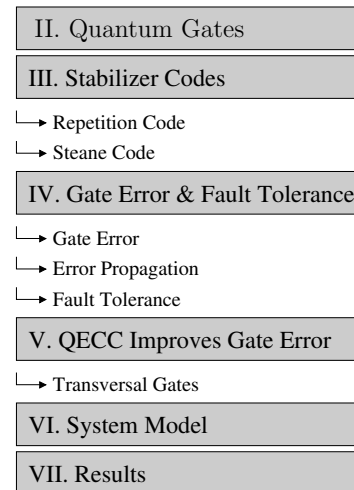 II. Quantum Gates
III. Stabilizer Codes
Repetition Code
Steane Code
IV. Gate Error & Fault Tolerance
Gate Error
Error Propagation
Fault Tolerance
V. QECC Improves Gate Error
Transversal Gates
VI. System Model
VII. Results